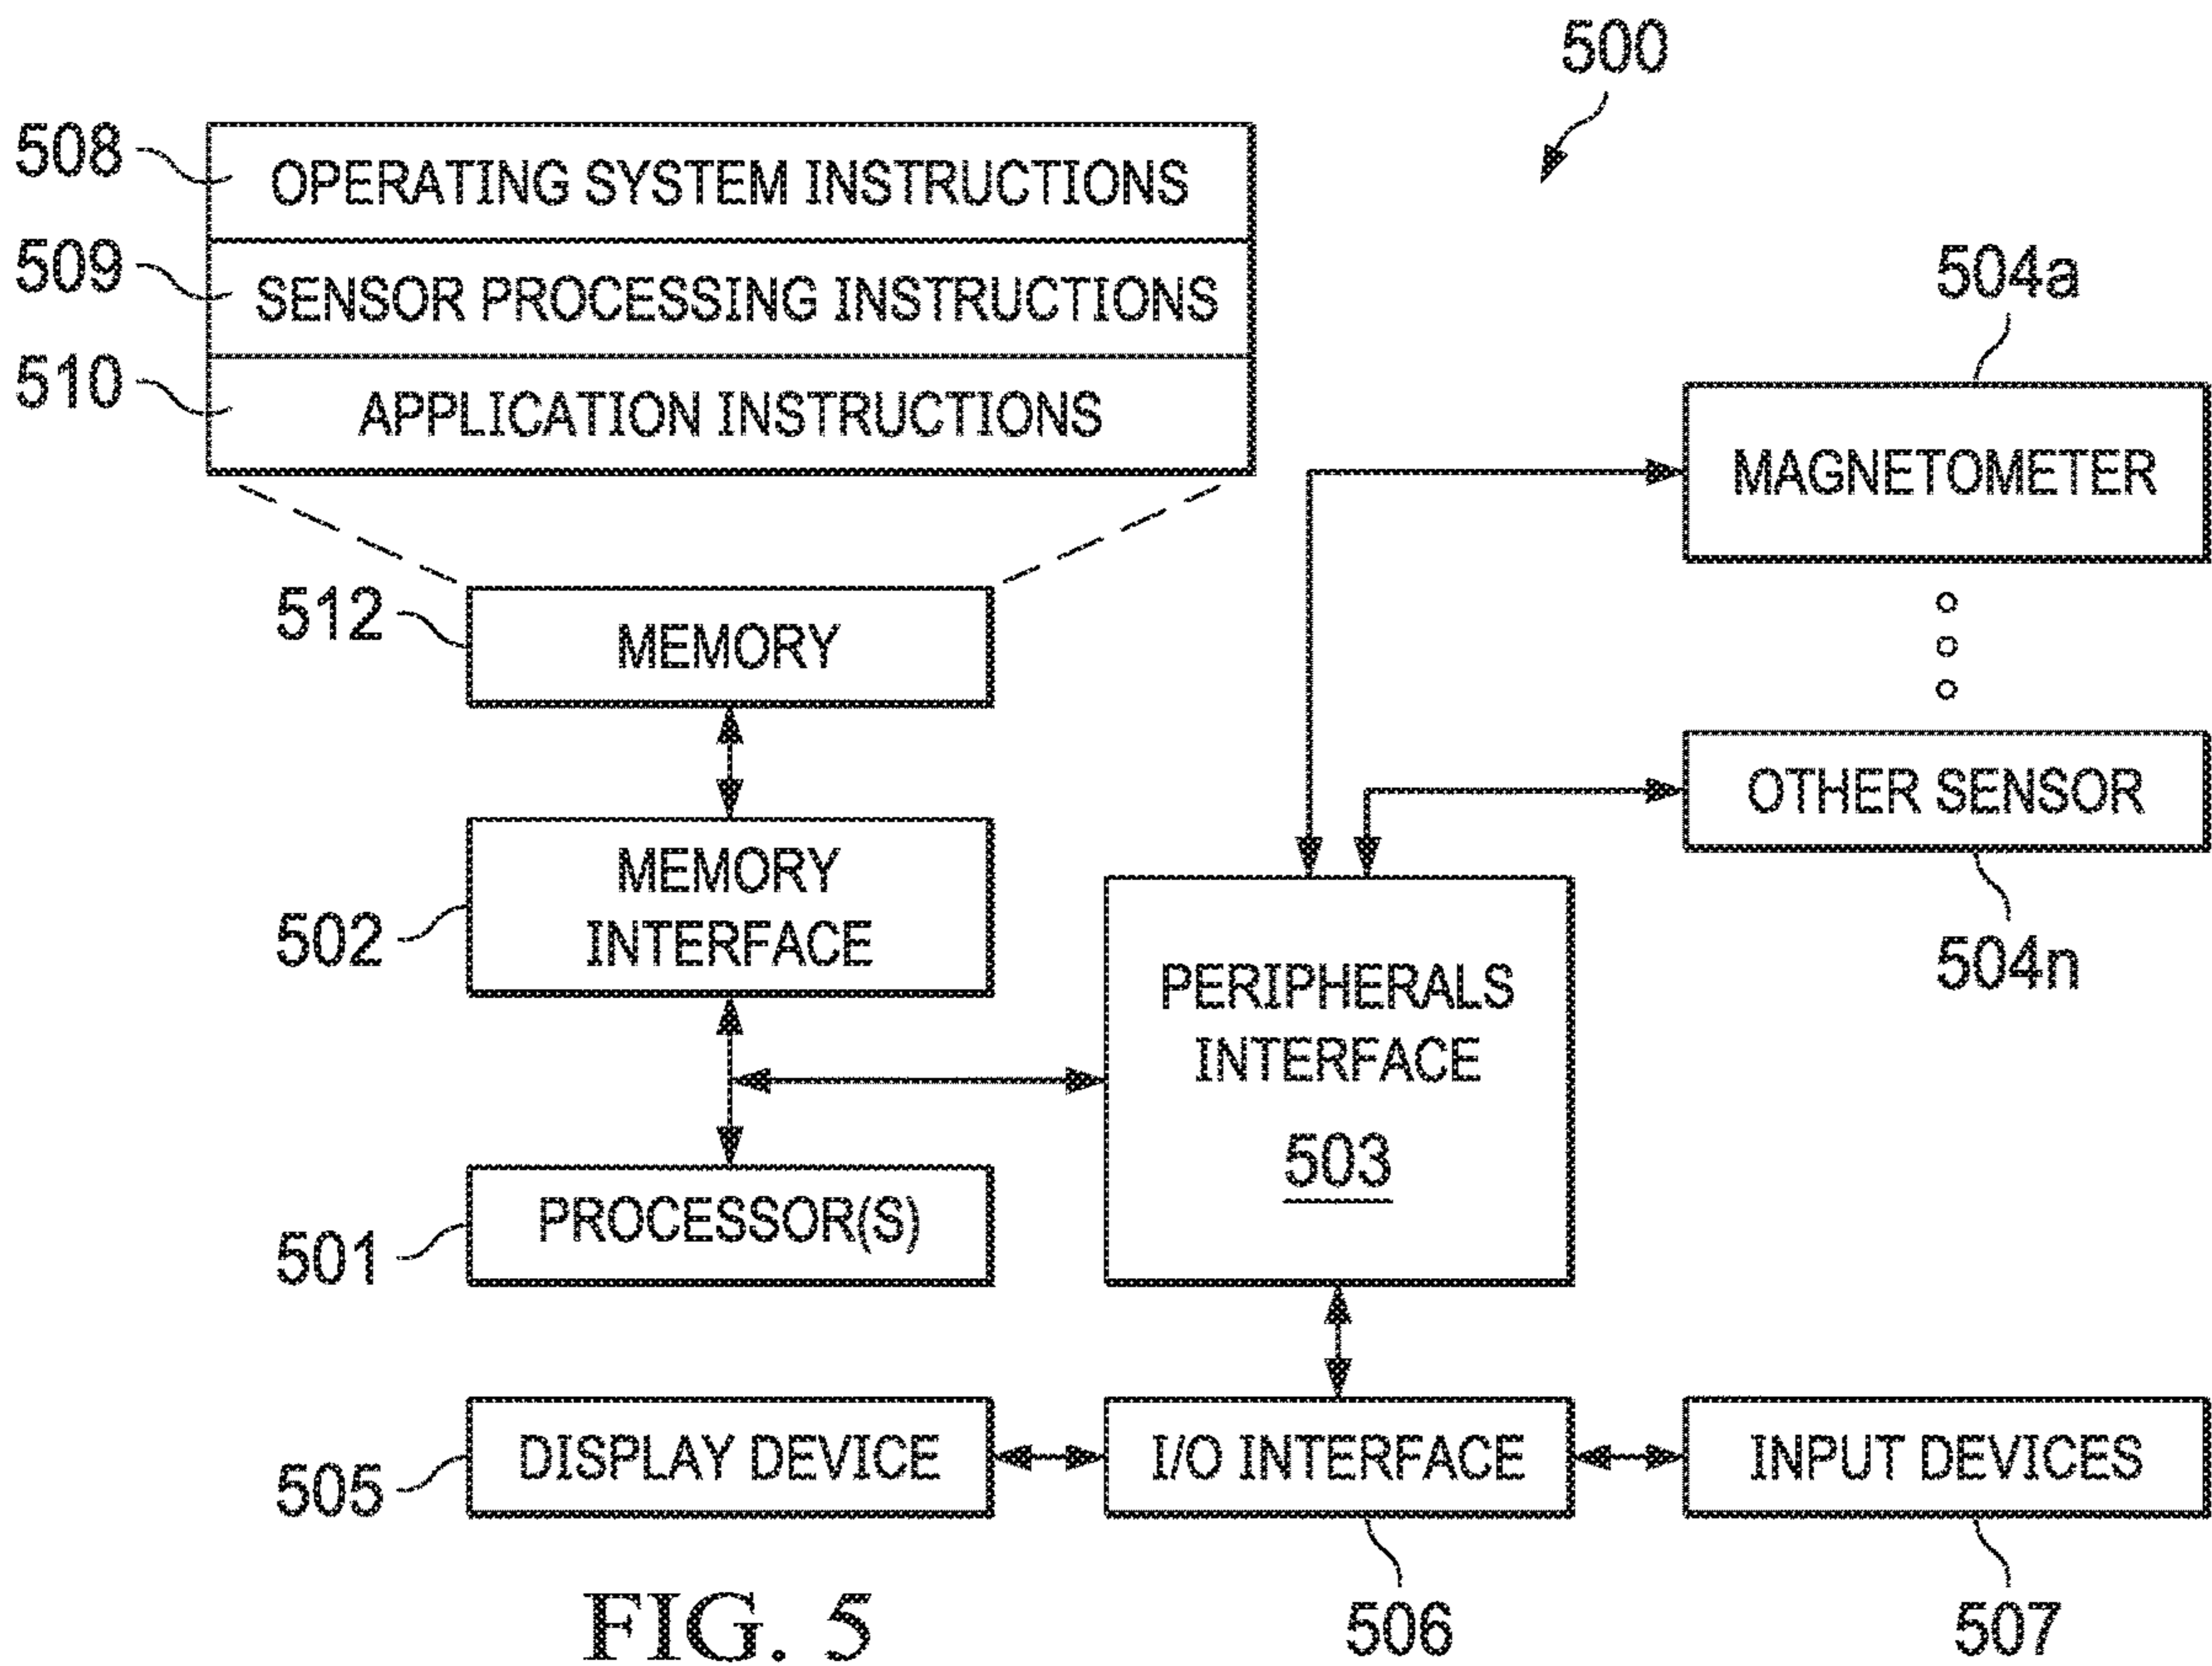 500
508
OPERATING SYSTEM INSTRUCTIONS
509
SENSOR PROCESSING INSTRUCTIONS
510
APPLICATION INSTRUCTIONS
504a
MAGNETOMETER
512
MEMORY
OTHER SENSOR
504n
502
MEMORY
INTERFACE
PERIPHERALS
INTERFACE
503
501
PROCESSOR(S)
505
DISPLAY DEVICE
I/O INTERFACE
INPUT DEVICES
506
507
FIG. 5